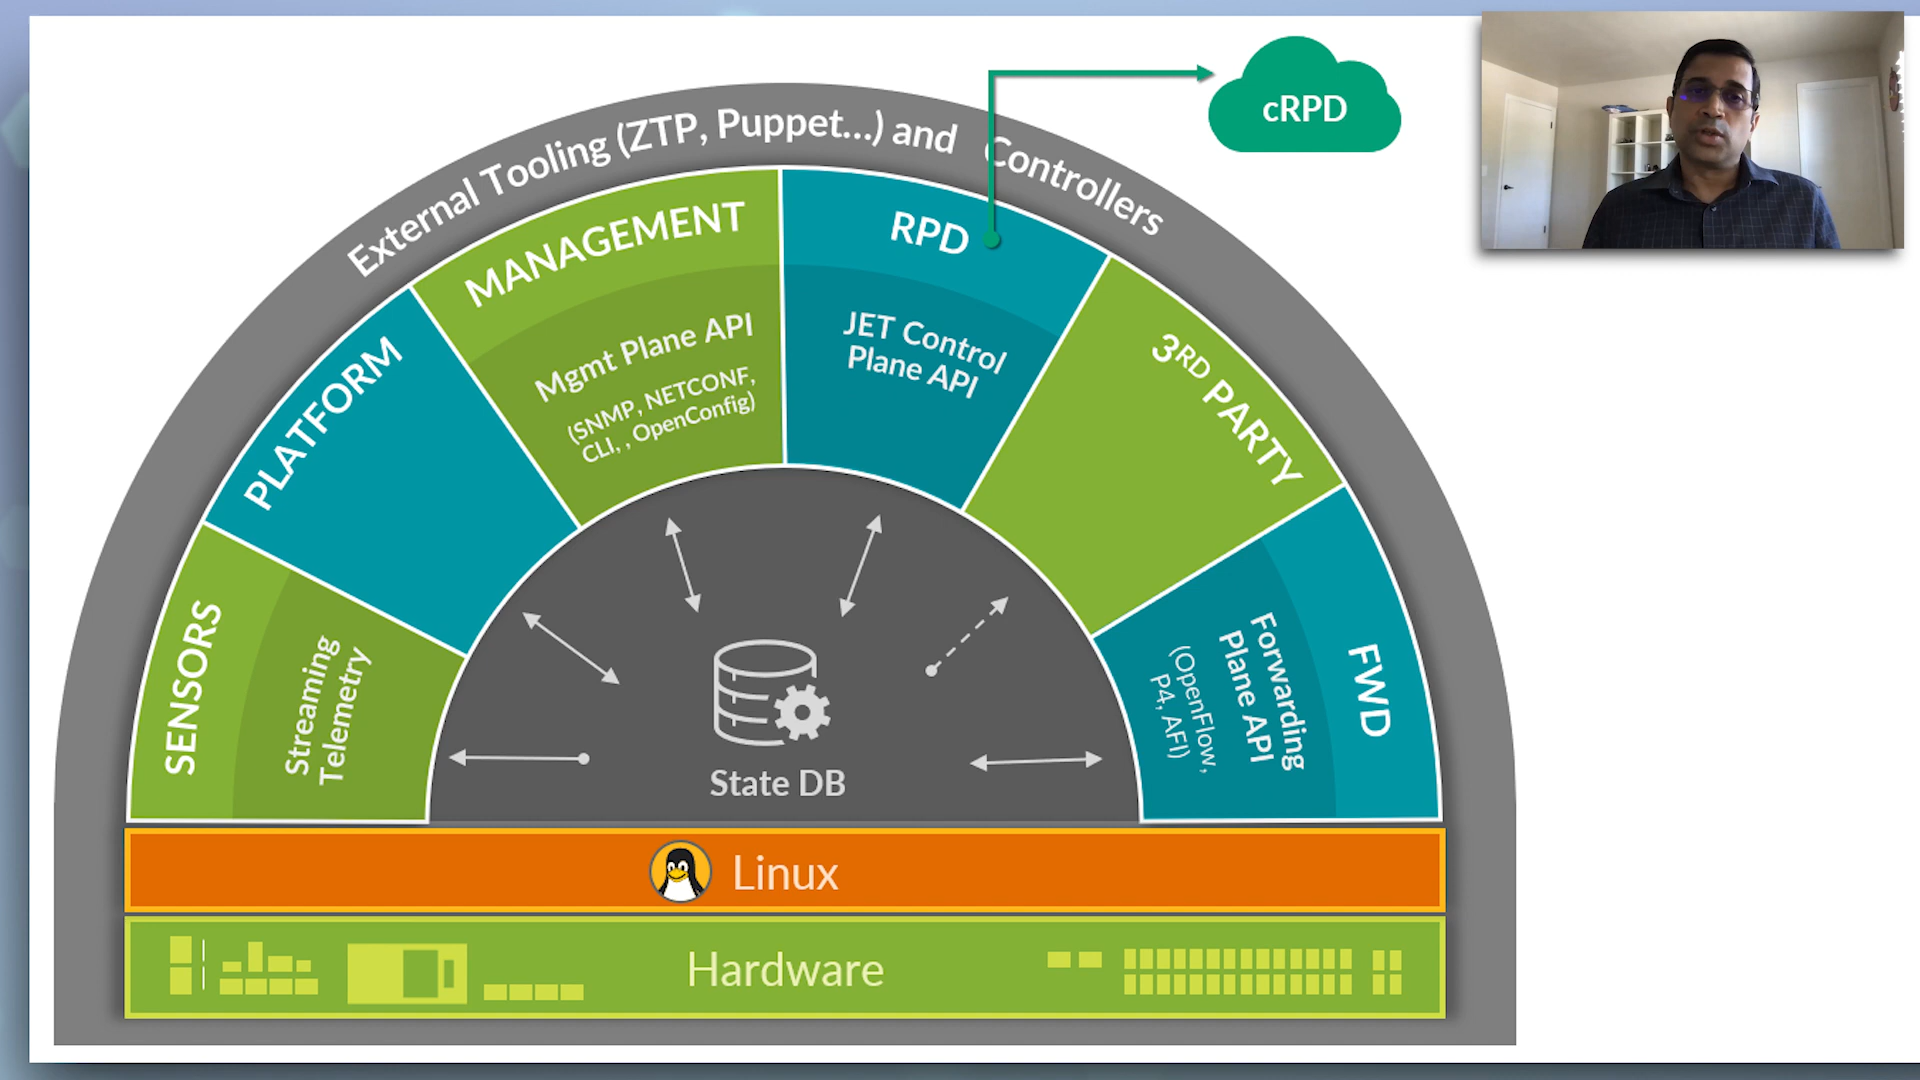 cRPD
External Tooling (ZTP, Puppet...) and Controllers
MANAGEMENT
Mgmt Plane API
(SNMP, NETCONF,
CLI, , OpenConfig)
RPD
JET Control
Plane API
PLATFORM
3RD PARTY
SENSORS
Streaming
Telemetry
FWD
Forwarding
Plane API
(OpenFlow,
P4, AFI)
State DB
Linux
Hardware